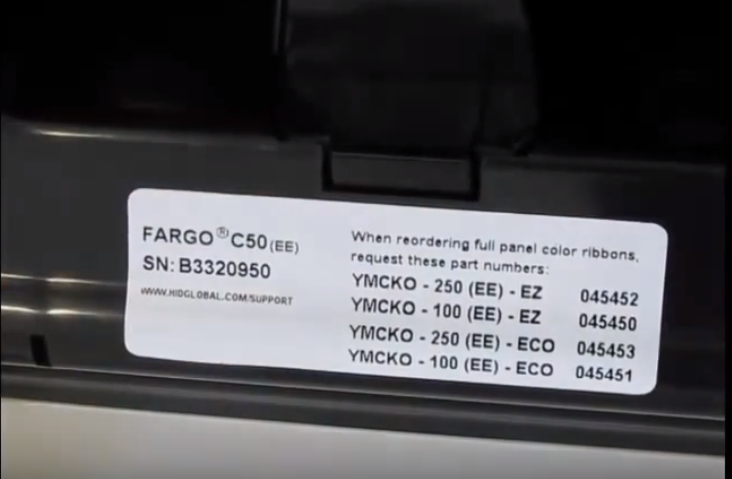 FARGO® C50 (EE)
SN: B3320950
WWW.HIDGLOBAL.COM/SUPPORT
When reordering full panel color ribbons,
request these part numbers:
YMCKO - 250 (EE) - EZ 045452
YMCKO - 100 (EE) - EZ 045450
YMCKO - 250 (EE) - ECO 045453
YMCKO - 100 (EE) - ECO 045451